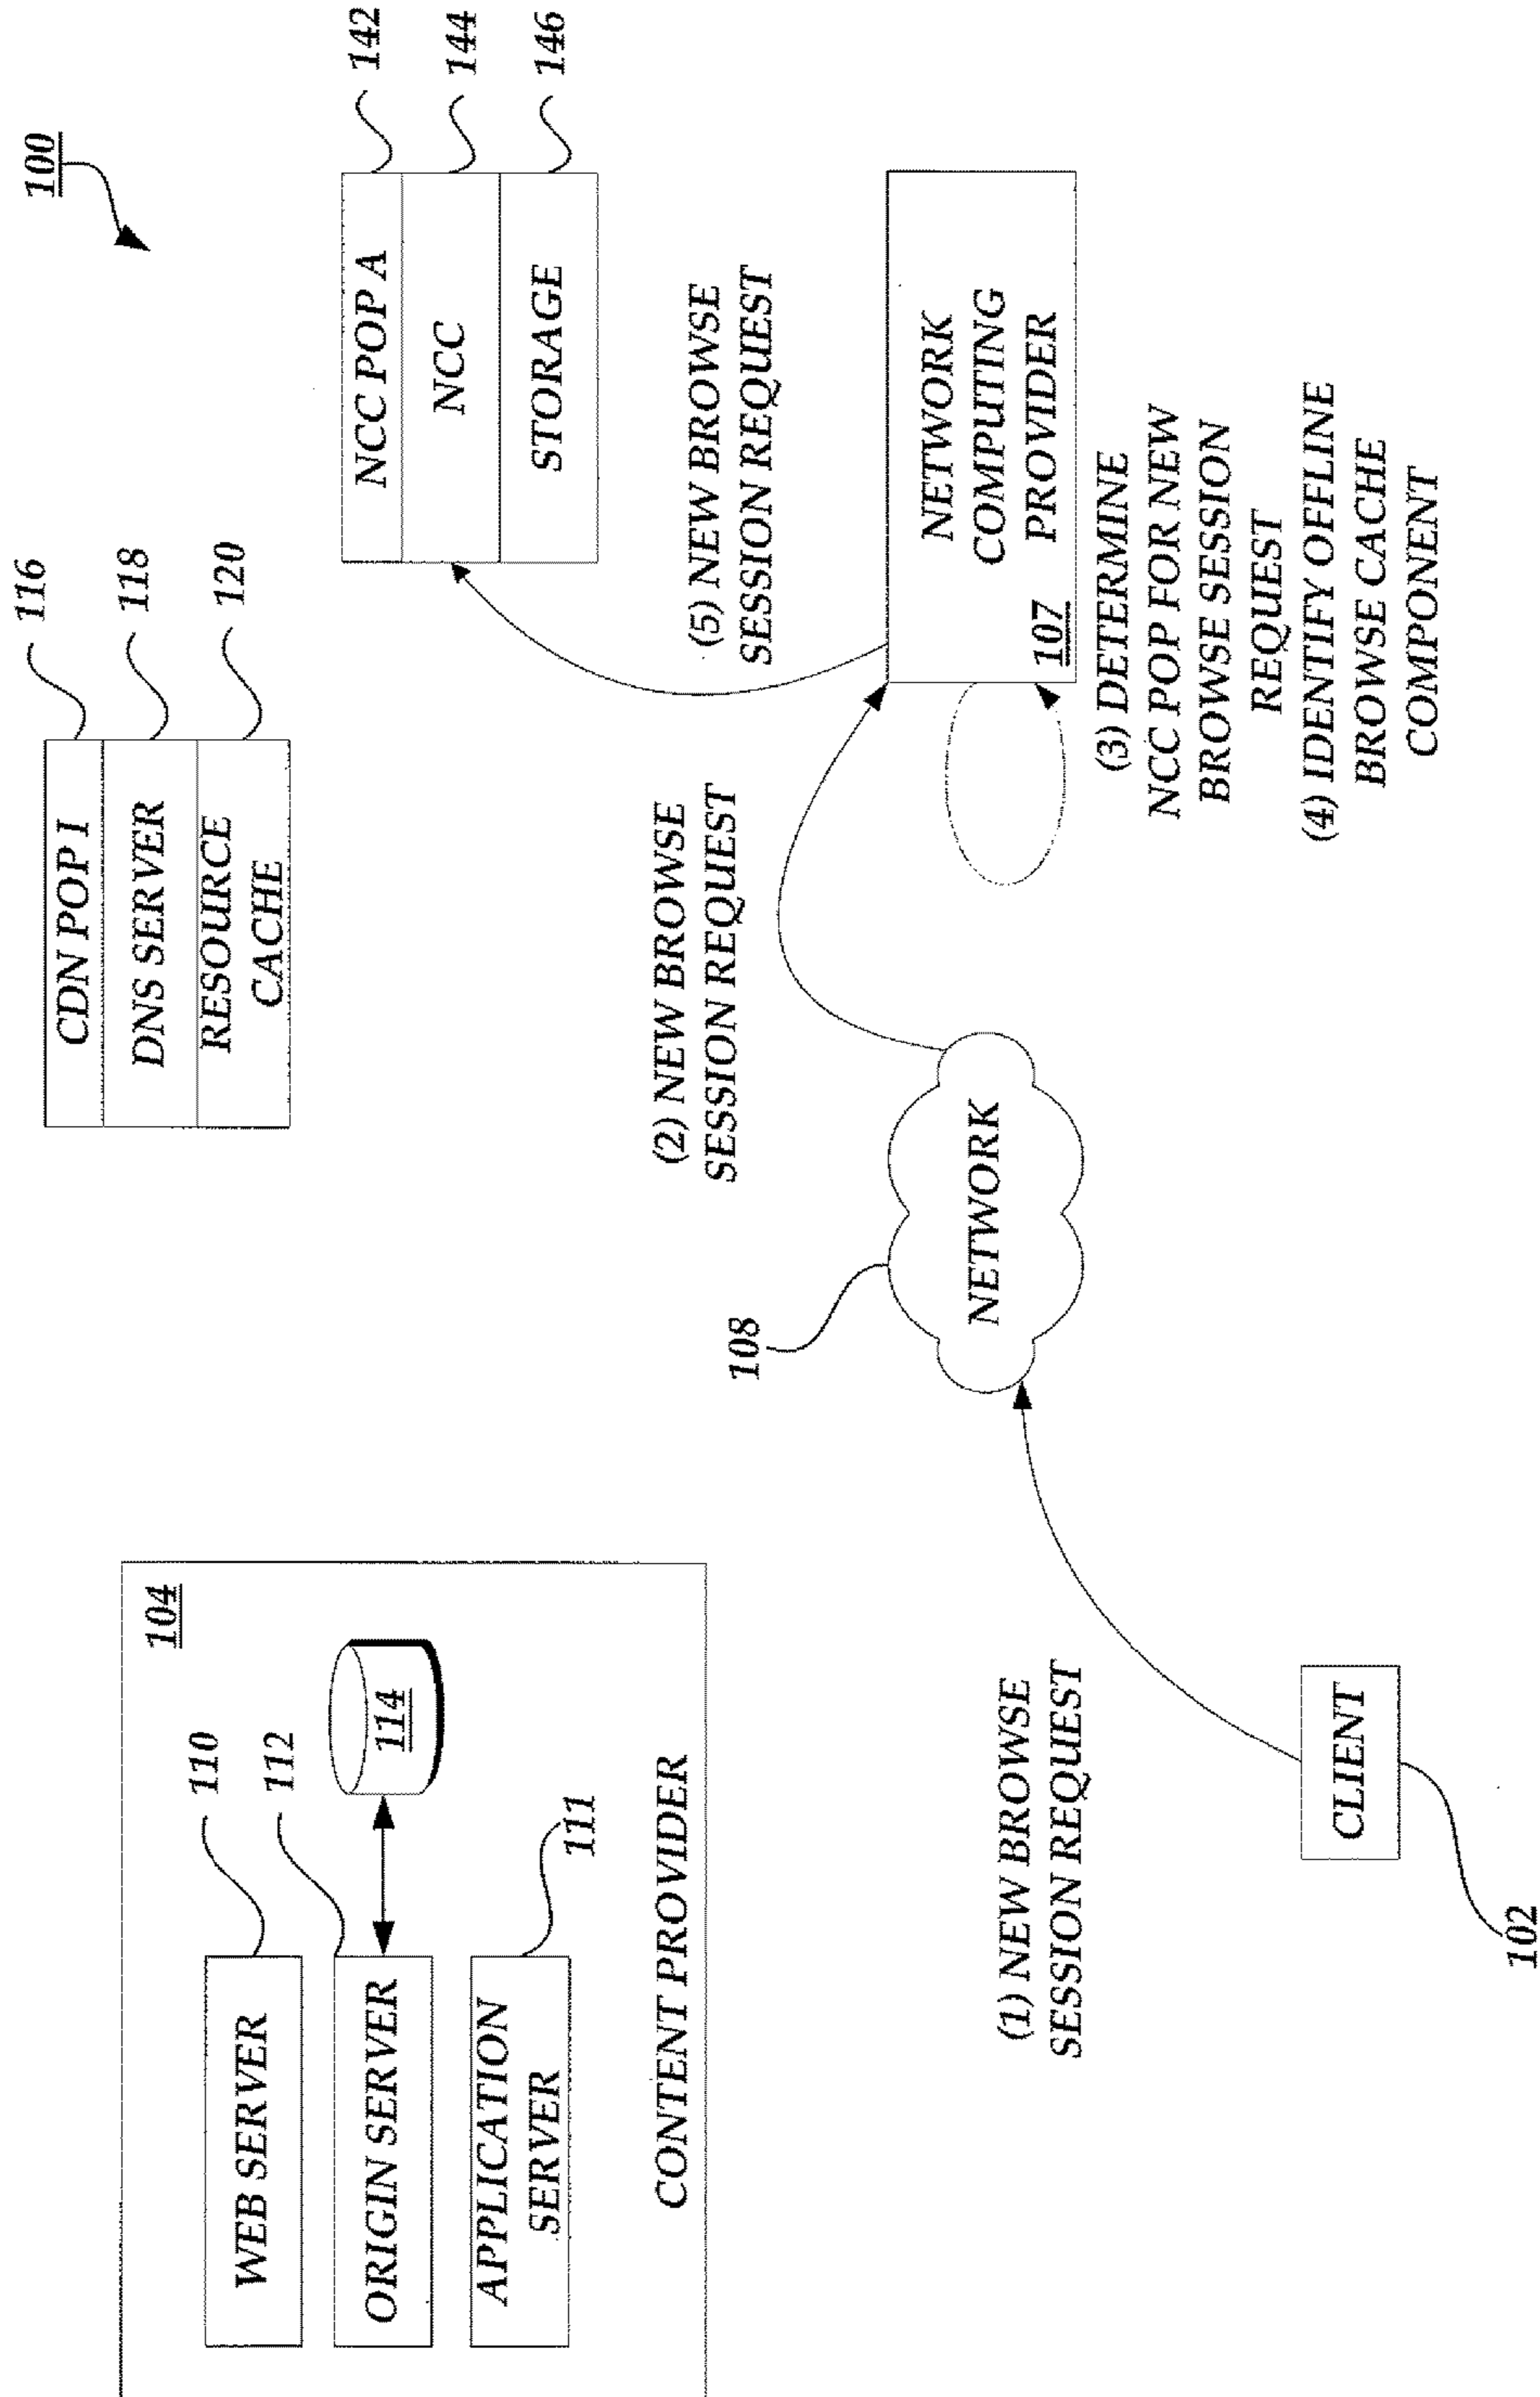 100
104
110
WEB SERVER
112
ORIGIN SERVER
114
APPLICATION
SERVER
111
CONTENT PROVIDER
CDN POP I
116
DNS SERVER
118
RESOURCE
CACHE
120
NCC POP A
142
NCC
144
STORAGE
146
(1) NEW BROWSE
SESSION REQUEST
CLIENT
102
108
NETWORK
(2) NEW BROWSE
SESSION REQUEST
(5) NEW BROWSE
SESSION REQUEST
NETWORK
COMPUTING
PROVIDER
107
(3) DETERMINE
NCC POP FOR NEW
BROWSE SESSION
REQUEST
(4) IDENTIFY OFFLINE
BROWSE CACHE
COMPONENT